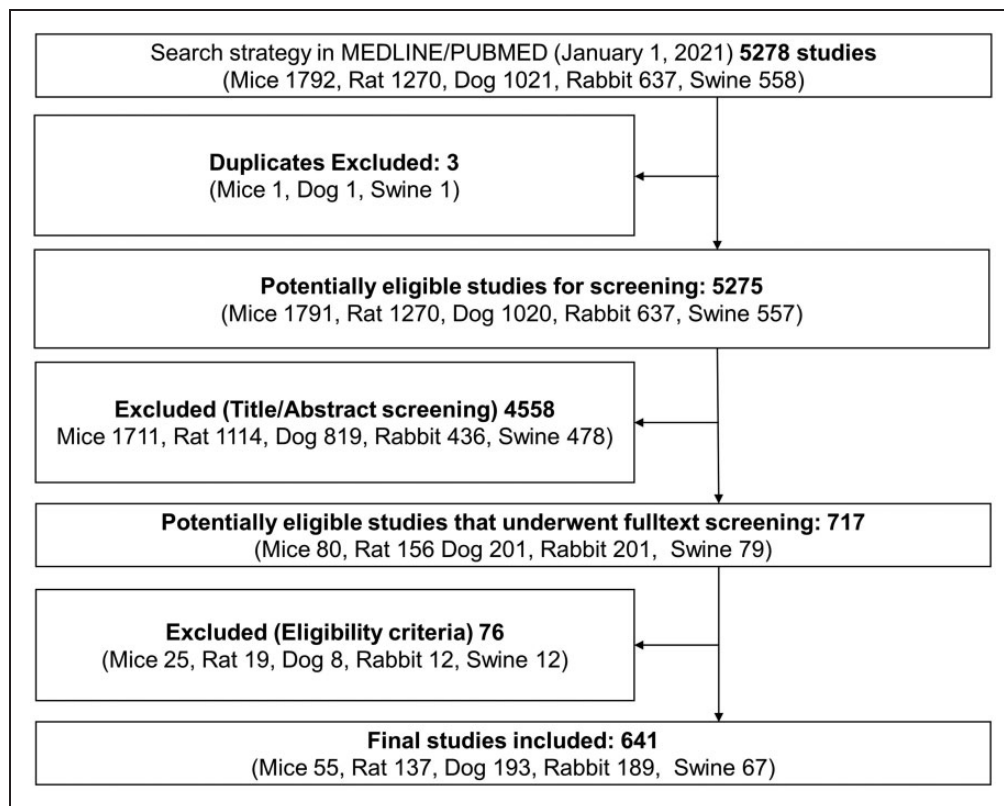 Search strategy in MEDLINE/PUBMED (January 1, 2021) 5278 studies
(Mice 1792, Rat 1270, Dog 1021, Rabbit 637, Swine 558)
Duplicates Excluded: 3
(Mice 1, Dog 1, Swine 1)
Potentially eligible studies for screening: 5275
(Mice 1791, Rat 1270, Dog 1020, Rabbit 637, Swine 557)
Excluded (Title/Abstract screening) 4558
Mice 1711, Rat 1114, Dog 819, Rabbit 436, Swine 478)
Potentially eligible studies that underwent fulltext screening: 717
(Mice 80, Rat 156 Dog 201, Rabbit 201, Swine 79)
Excluded (Eligibility criteria) 76
(Mice 25, Rat 19, Dog 8, Rabbit 12, Swine 12)
Final studies included: 641
(Mice 55, Rat 137, Dog 193, Rabbit 189, Swine 67)